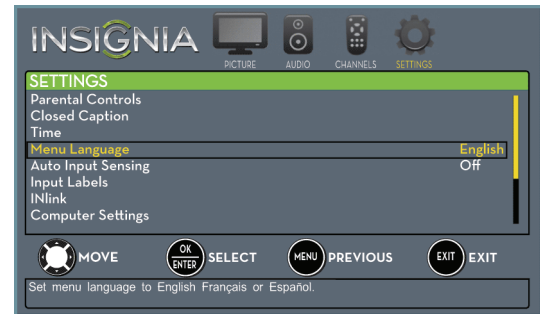 INSIGNIA
PICTURE AUDIO CHANNELS SETTINGS
SETTINGS
Parental Controls
Closed Caption
Time
Menu Language English
Auto Input Sensing Off
Input Labels
INlink
Computer Settings
MOVE OK ENTER SELECT MENU PREVIOUS EXIT EXIT
Set menu language to English Français or Español.